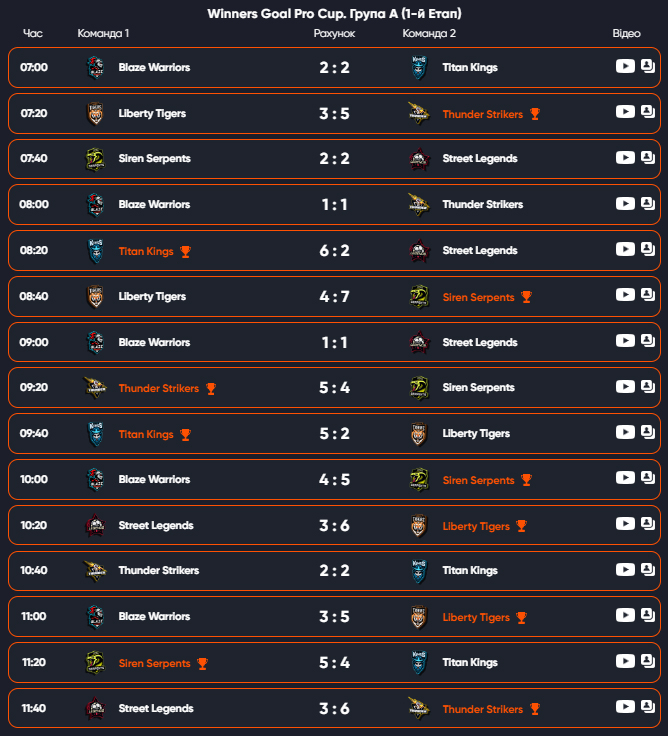 Winners Goal Pro Cup. Група A (1-й Етап)
Час Команда 1 Рахунок Команда 2 Відео
07:00 Blaze Warriors 2 : 2 Titan Kings
07:20 Liberty Tigers 3 : 5 Thunder Strikers
07:40 Siren Serpents 2 : 2 Street Legends
08:00 Blaze Warriors 1 : 1 Thunder Strikers
08:20 Titan Kings 6 : 2 Street Legends
08:40 Liberty Tigers 4 : 7 Siren Serpents
09:00 Blaze Warriors 1 : 1 Street Legends
09:20 Thunder Strikers 5 : 4 Siren Serpents
09:40 Titan Kings 5 : 2 Liberty Tigers
10:00 Blaze Warriors 4 : 5 Siren Serpents
10:20 Street Legends 3 : 6 Liberty Tigers
10:40 Thunder Strikers 2 : 2 Titan Kings
11:00 Blaze Warriors 3 : 5 Liberty Tigers
11:20 Siren Serpents 5 : 4 Titan Kings
11:40 Street Legends 3 : 6 Thunder Strikers